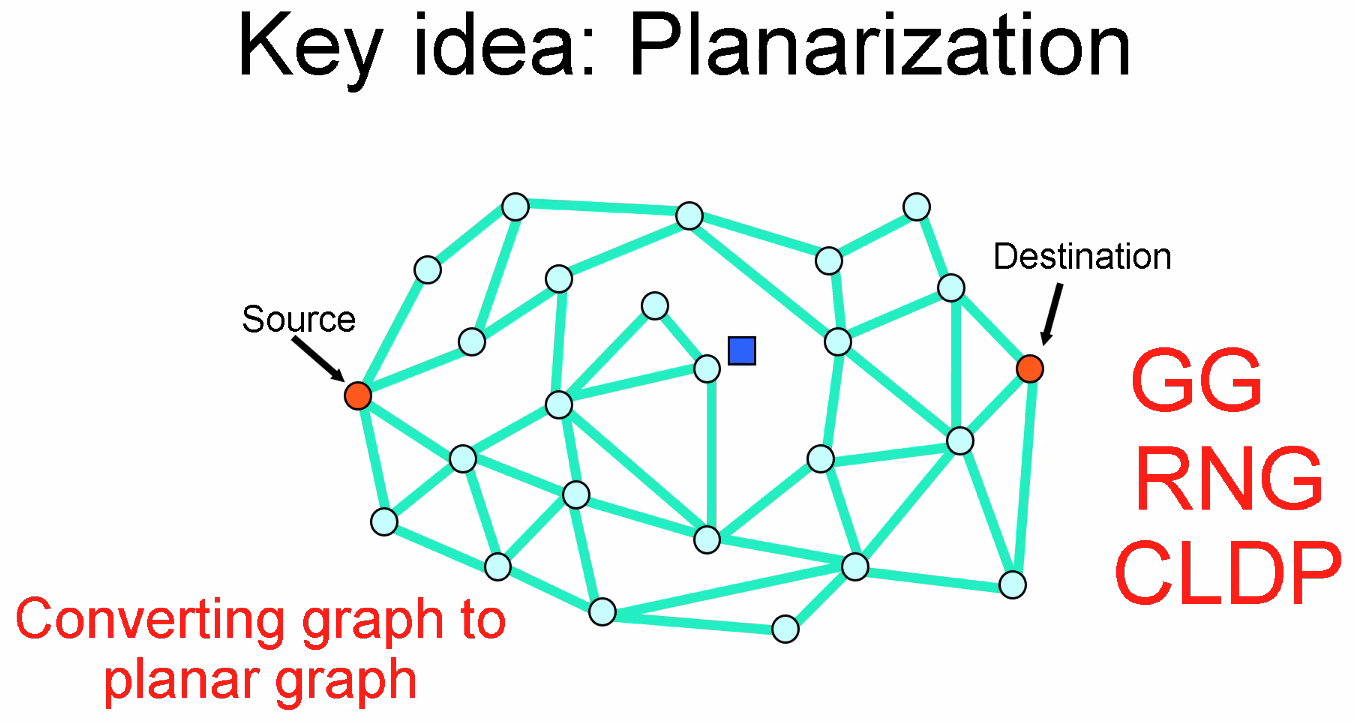 Key idea: Planarization
Destination
Source
GG
RNG
CLDP
Converting graph to
planar graph